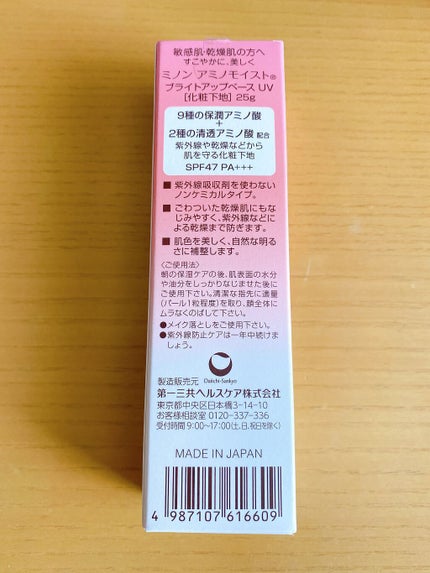 敏感肌・乾燥肌の方へ
すこやかに、美しく
ミノン アミノモイスト®
ブライトアップベース UV
[化粧下地] 25g
9種の保潤アミノ酸
+
2種の清透アミノ酸 配合
紫外線や乾燥などから
肌を守る化粧下地
SPF47 PA+++
■ 紫外線吸収剤を使わない
ノンケミカルタイプ。
■ ごわついた乾燥肌にもな
じみやすく、紫外線などに
よる乾燥まで防ぎます。
■ 肌色を美しく、自然な明る
さに補整します。
〈ご使用法〉
朝の保湿ケアの後、肌表面の水分
や油分をしっかりなじませた後に
ご使用下さい。清潔な指先に適量
(パール1粒程度)を取り、顔全体に
ムラなくのばして下さい。
●メイク落としをご使用下さい。
●紫外線防止ケアは一年中続けま
しょう。
Daiichi-Sankyo
製造販売元
第一三共ヘルスケア株式会社
東京都中央区日本橋3-14-10
お客様相談室 0120-337-336
受付時間 9:00~17:00(土、日、祝日を除く)
MADE IN JAPAN
4 987107 616609